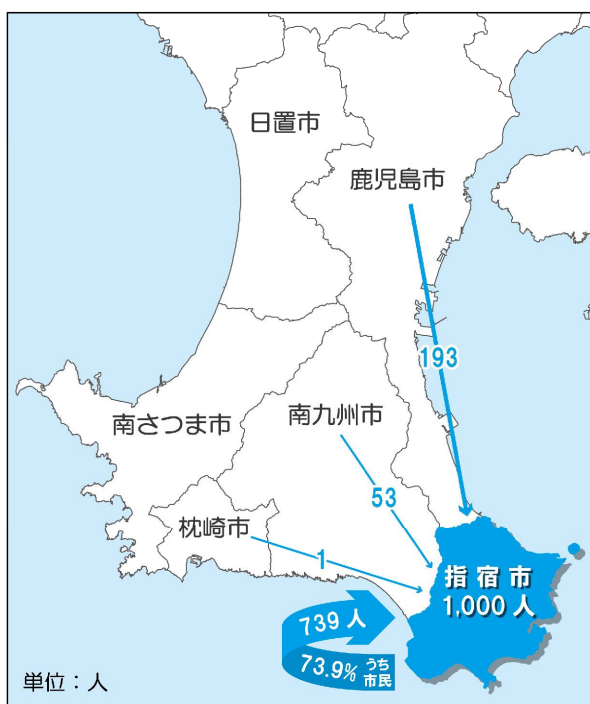 日置市
鹿児島市
193
南さつま市
南九州市
53
枕崎市
1
指宿市
1,000人
739人
73.9% うち市民
単位：人